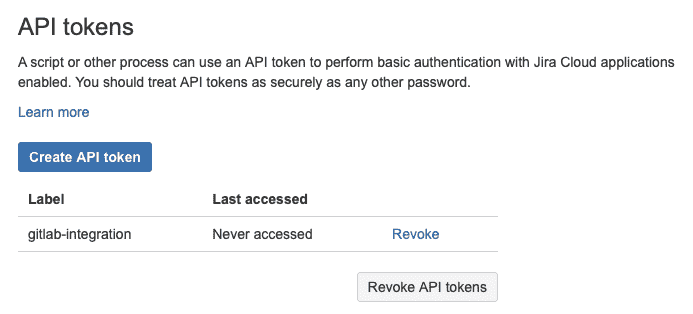 API tokens
A script or other process can use an API token to perform basic authentication with Jira Cloud applications
enabled. You should treat API tokens as securely as any other password.
Learn more
Create API token
Label Last accessed
gitlab-integration Never accessed Revoke
Revoke API tokens